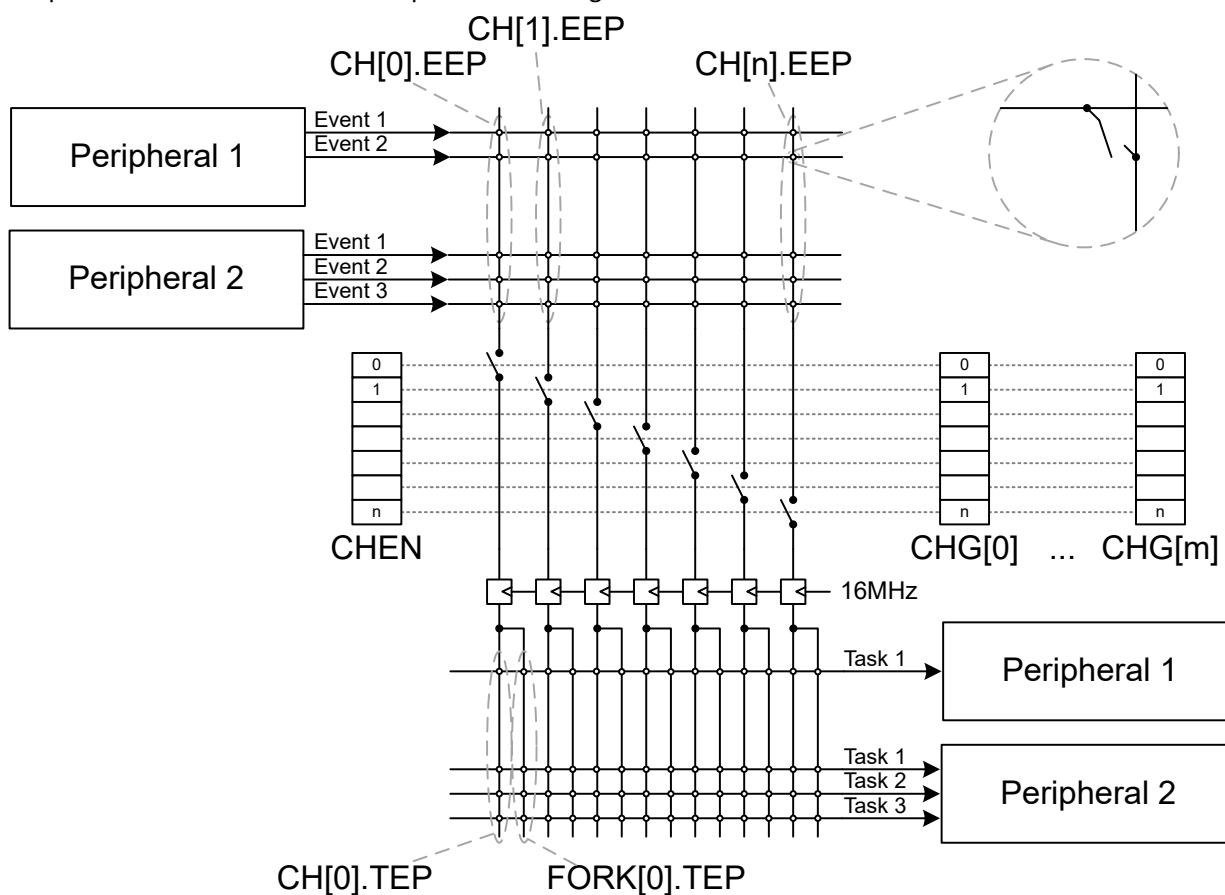 CH[1].EEP
CH[0].EEP
CH[n].EEP
Peripheral 1
Event 1
Event 2
Peripheral 2
Event 1
Event 2
Event 3
0
1
n
CHEN
0
1
n
CHG[0]
...
0
1
n
CHG[m]
16MHz
Task 1
Peripheral 1
Task 1
Task 2
Task 3
Peripheral 2
CH[0].TEP
FORK[0].TEP